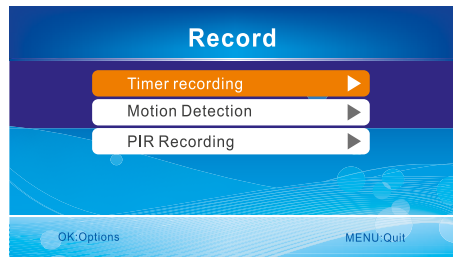 Record
Timer recording
Motion Detection
PIR Recording
OK:Options MENU:Quit